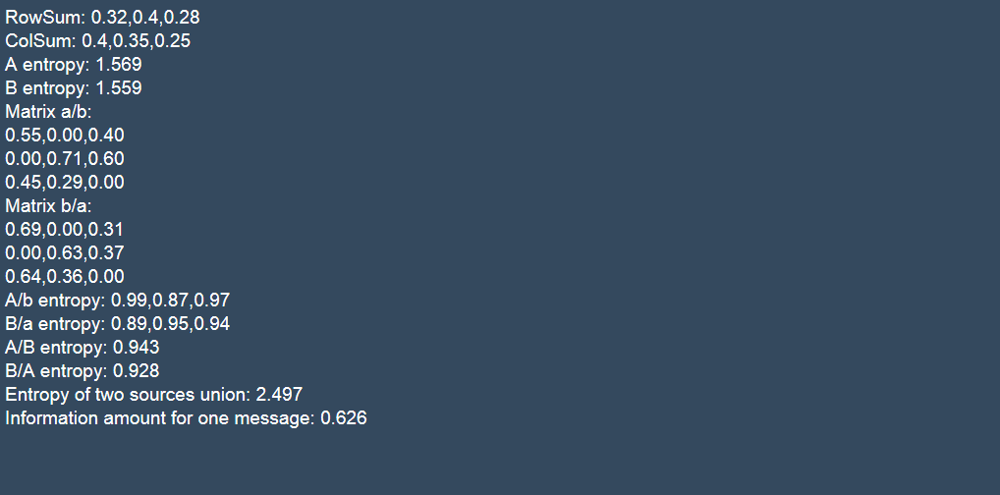 RowSum: 0.32,0.4,0.28
ColSum: 0.4,0.35,0.25
A entropy: 1.569
B entropy: 1.559
Matrix a/b:
0.55,0.00,0.40
0.00,0.71,0.60
0.45,0.29,0.00
Matrix b/a:
0.69,0.00,0.31
0.00,0.63,0.37
0.64,0.36,0.00
A/b entropy: 0.99,0.87,0.97
B/a entropy: 0.89,0.95,0.94
A/B entropy: 0.943
B/A entropy: 0.928
Entropy of two sources union: 2.497
Information amount for one message: 0.626